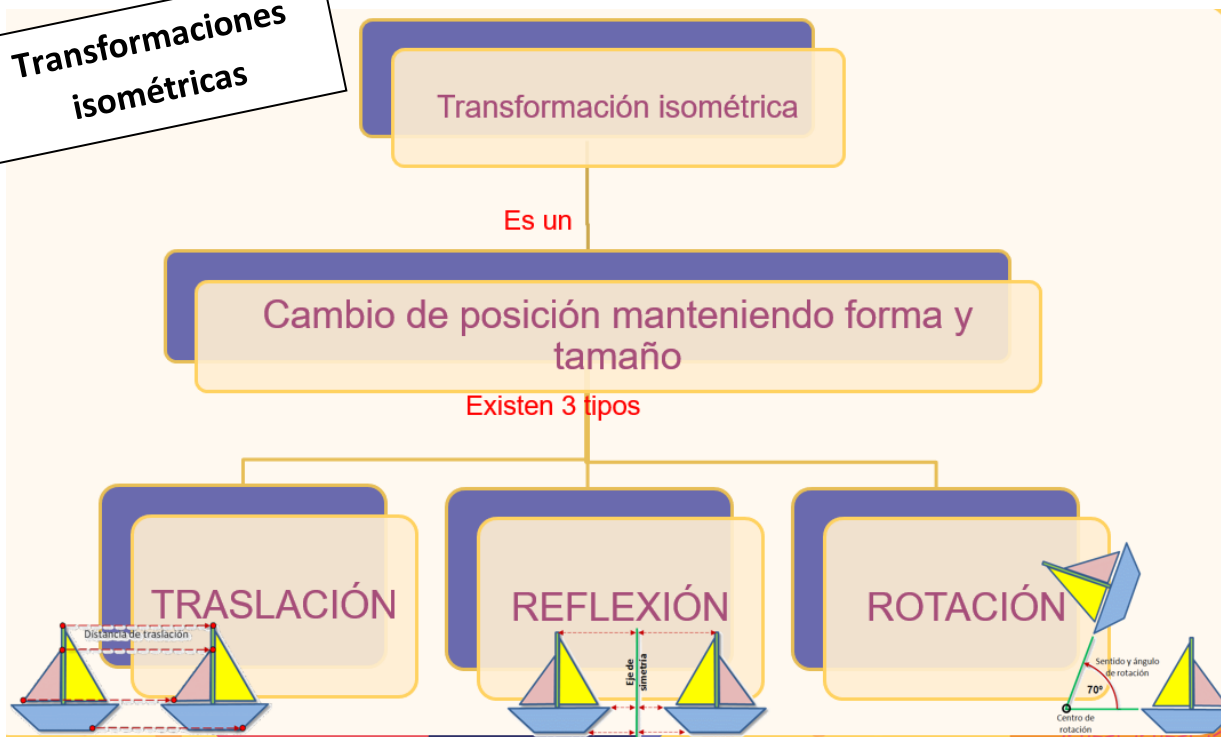 Transformaciones
isométricas
Transformación isométrica
Es un
Cambio de posición manteniendo forma y
tamaño
Existen 3 tipos
TRASLACIÓN
Distancia de traslación
REFLEXIÓN
Eje de
simetría
ROTACIÓN
Sentido y ángulo
de rotación
70º
Centro de
rotación